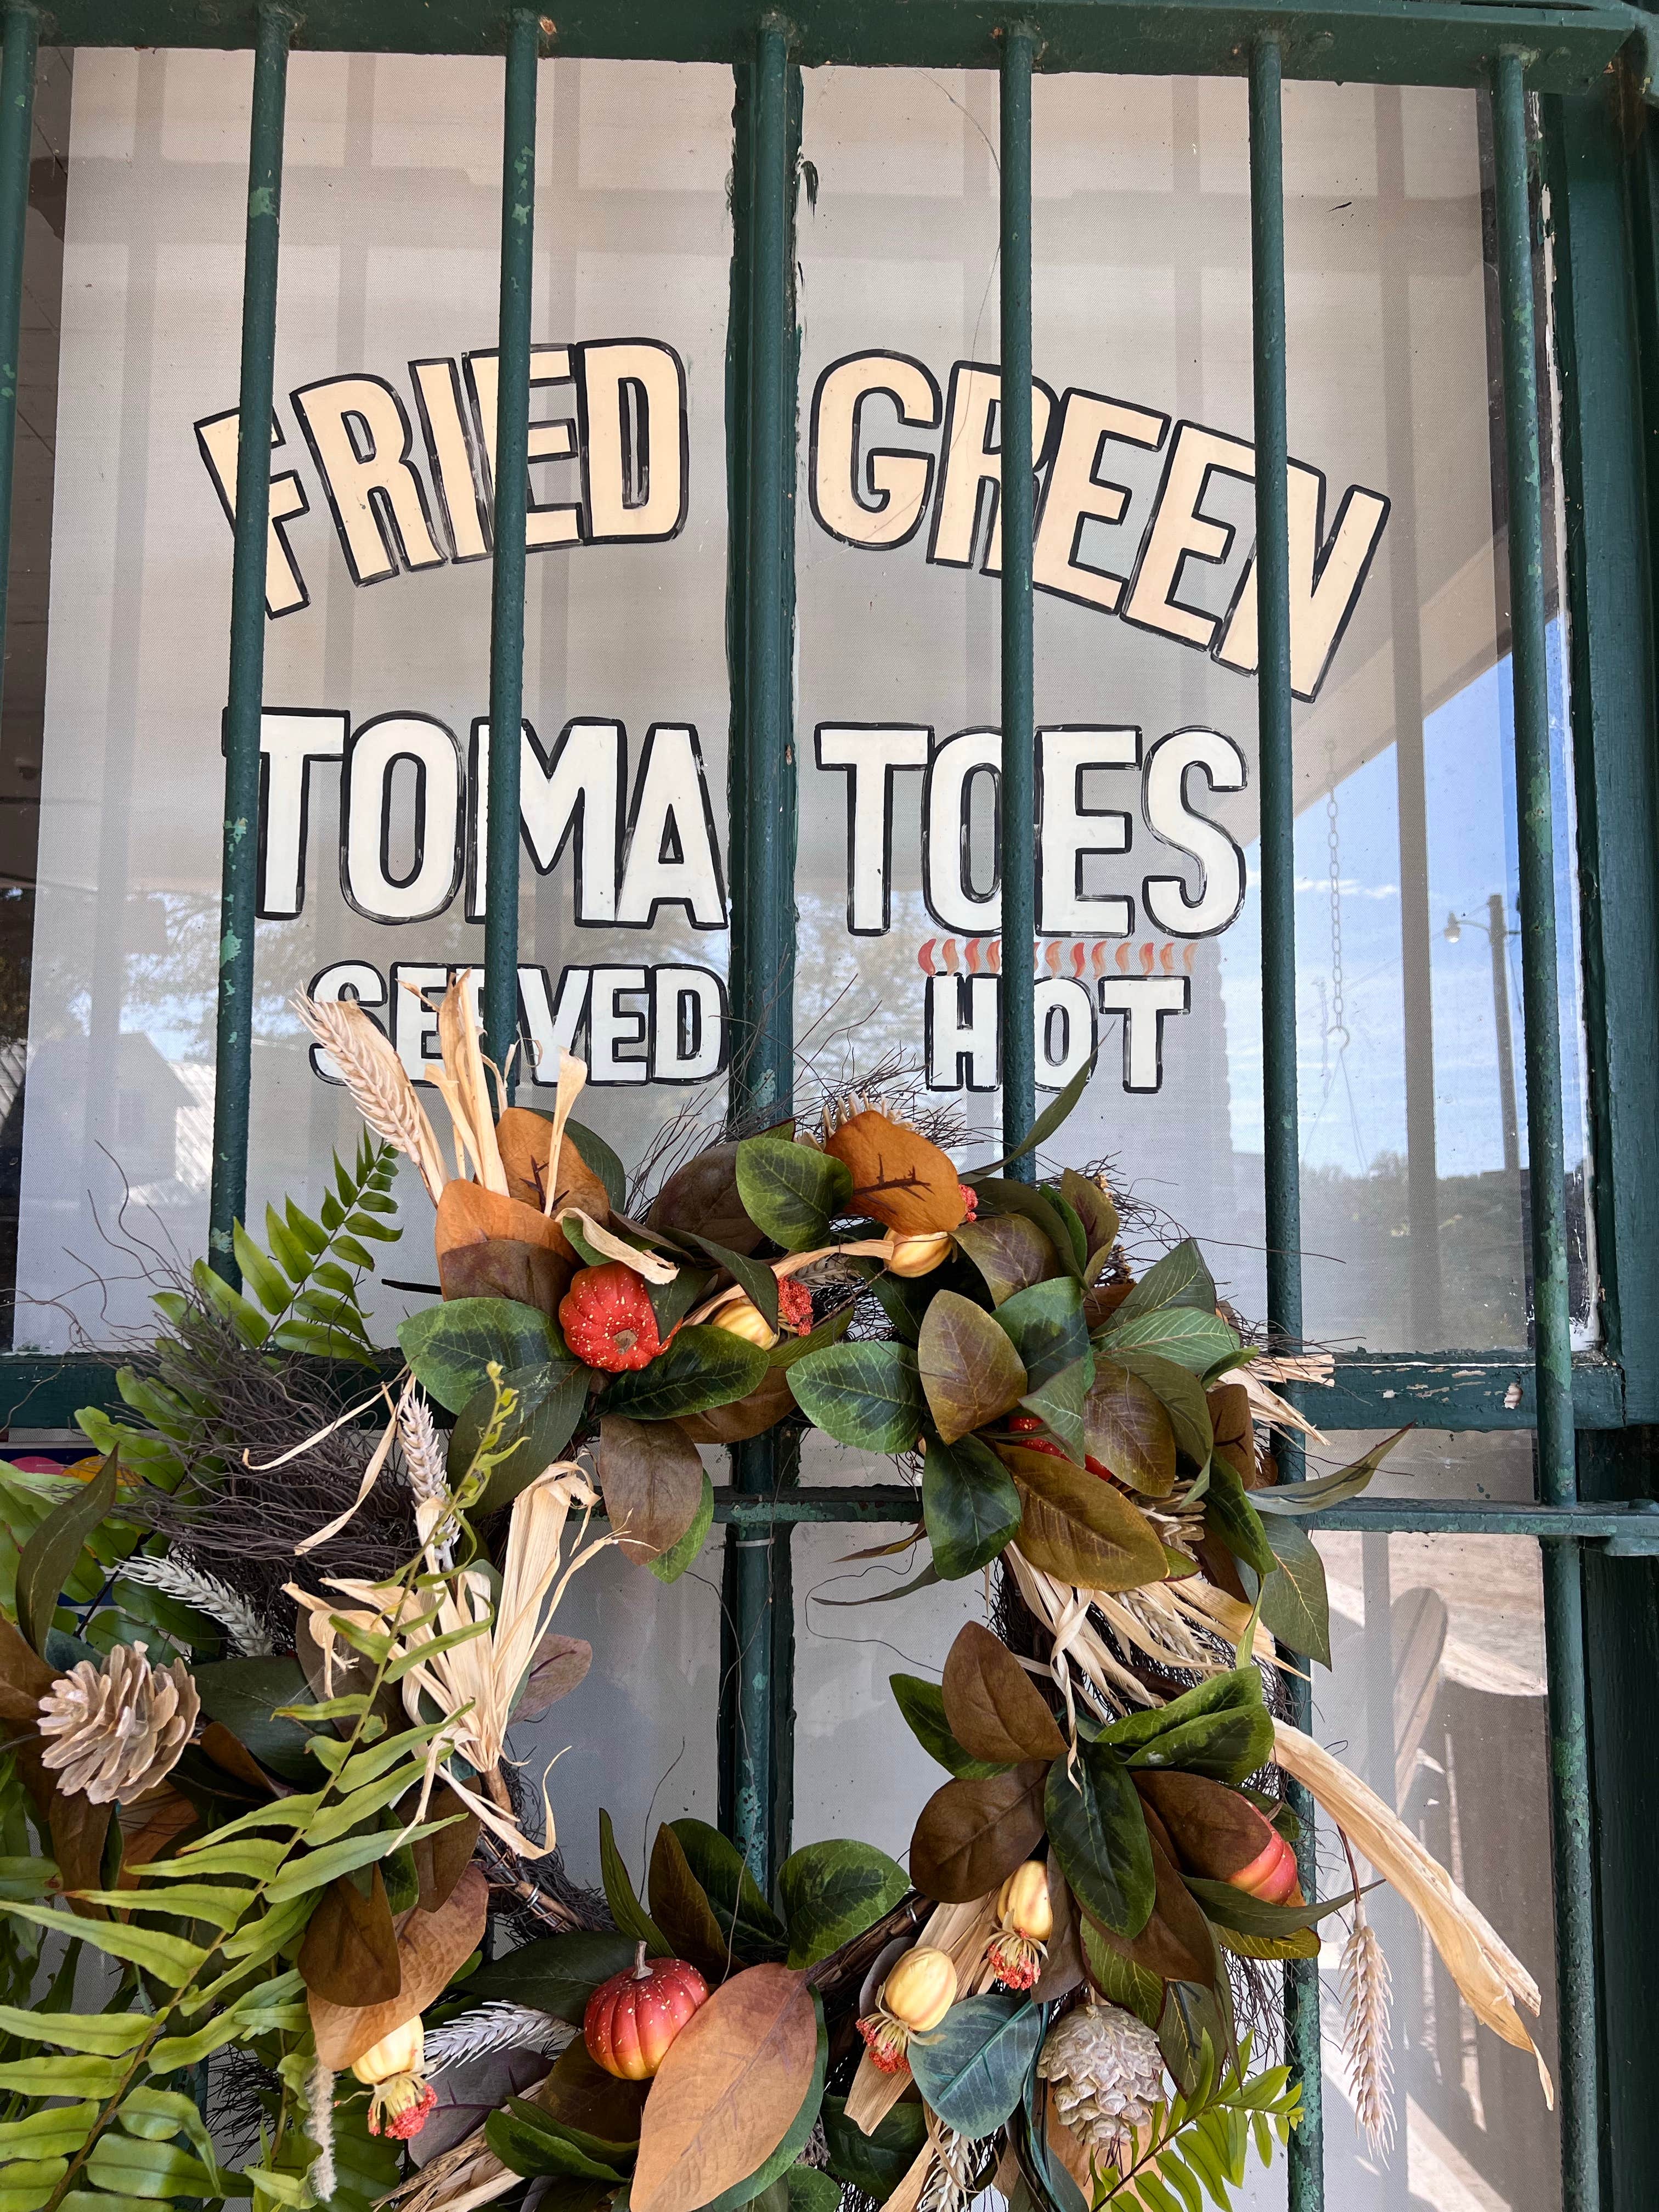 FRIED GREEN
TOMATOES
SERVED HOT